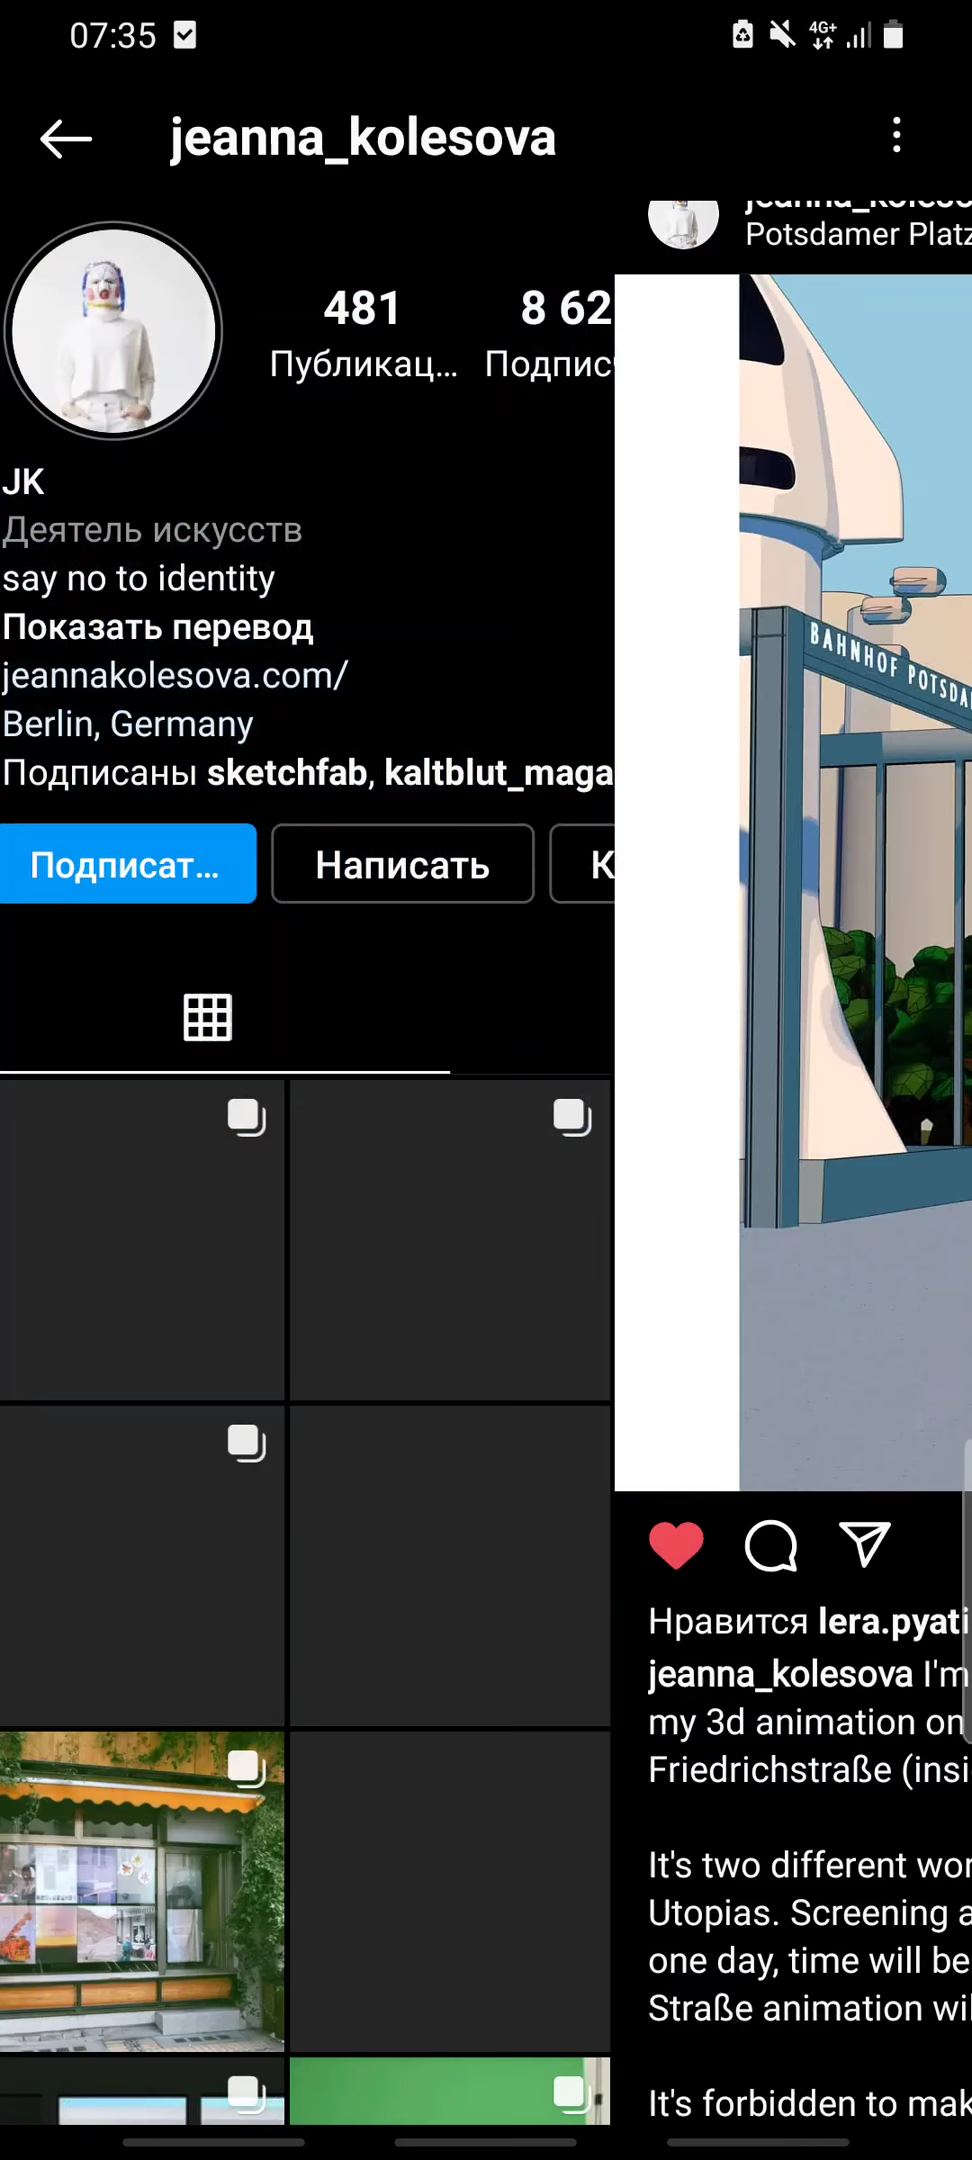 07:35
4G+
jeanna_kolesova
481
8 62
Публикац...
Подпис
JK
Деятель искусств
say no to identity
Показать перевод
jeannakolesova.com/
Berlin, Germany
Подписаны sketchfab, kaltblut_maga
Подписат...
Написать
К
jeanna_koleso
Potsdamer Platz
BAHNHOF POTSDA
Нравится lera.pyati
jeanna_kolesova I'm
my 3d animation on
Friedrichstraße (insi
It's two different wor
Utopias. Screening a
one day, time will be
Straße animation wil
It's forbidden to mak